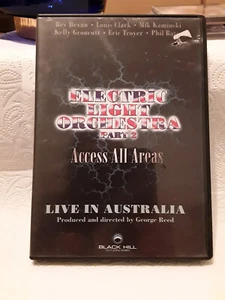 Bev Bevan • Louis Clark • Mik Kaminski
Kelly Groucutt • Eric Troyer • Phil Bates
ELECTRIC
LIGHT
ORCHESTRA
PART 2
Access All Areas
LIVE IN AUSTRALIA
Produced and directed by George Reed
BLACK HILL